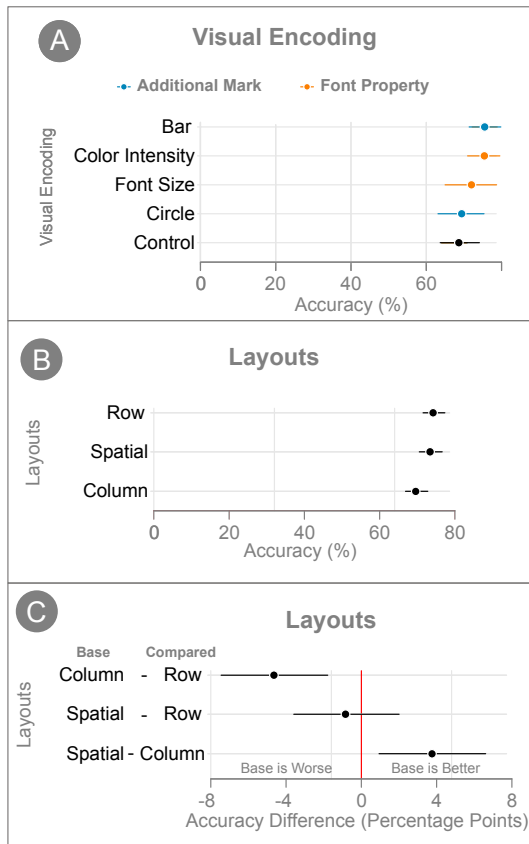 A
Visual Encoding
Additional Mark Font Property
Visual Encoding
Bar
Color Intensity
Font Size
Circle
Control
0 20 40 60
Accuracy (%)
B
Layouts
Layouts
Row
Spatial
Column
0 20 40 60 80
Accuracy (%)
C
Layouts
Base Compared
Layouts
Column - Row
Spatial - Row
Spatial - Column
Base is Worse Base is Better
-8 -4 0 4 8
Accuracy Difference (Percentage Points)